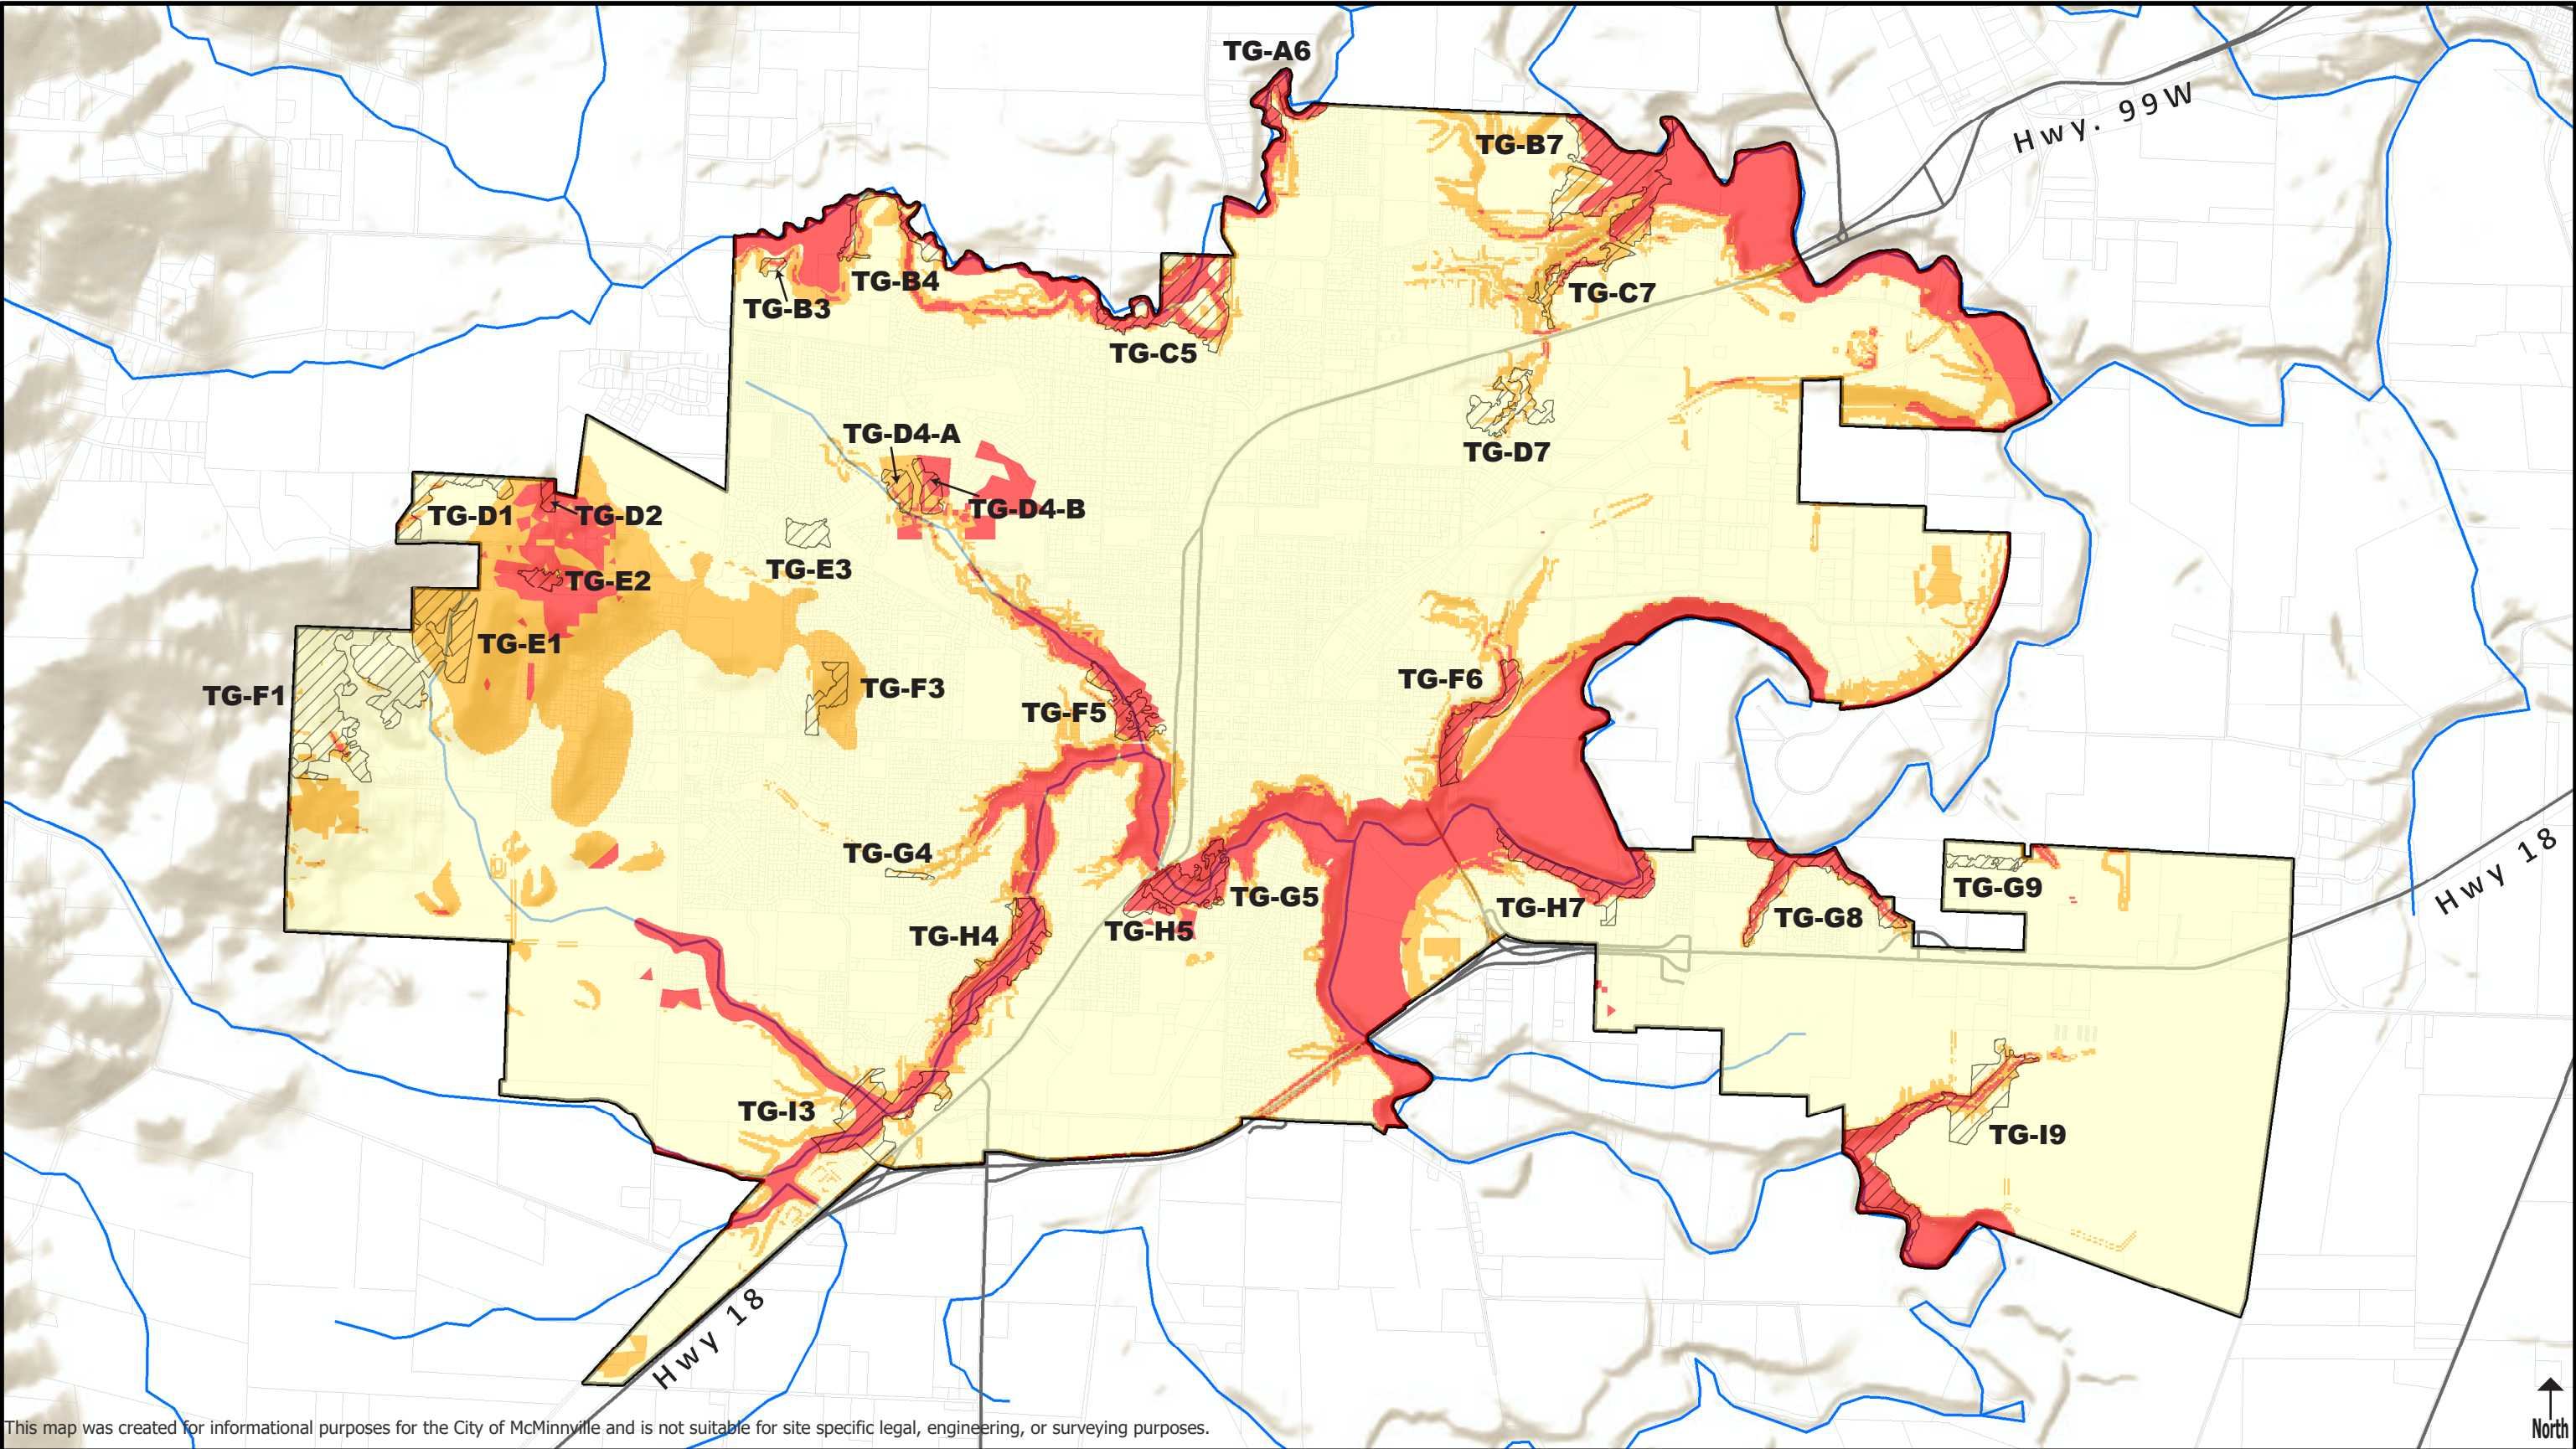 TG-A6
Hwy. 99W
TG-B7
TG-B4
TG-B3
TG-C7
TG-C5
TG-D4-A
TG-D7
TG-D4-B
TG-D1
TG-D2
TG-E3
TG-E2
TG-E1
TG-F1
TG-F3
TG-F6
TG-F5
TG-G4
TG-G5
TG-G9
Hwy 18
TG-H7
TG-G8
TG-H4
TG-H5
TG-I3
TG-I9
Hwy 18
This map was created for informational purposes for the City of McMinnville and is not suitable for site specific legal, engineering, or surveying purposes.
North